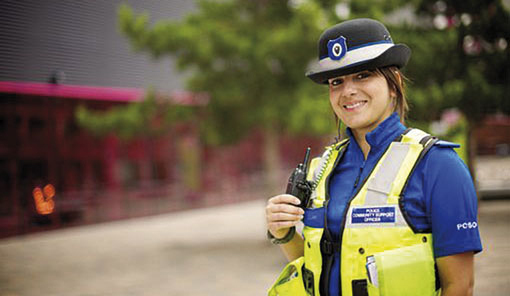 POLICE
COMMUNITY SUPPORT
OFFICER
PCSO